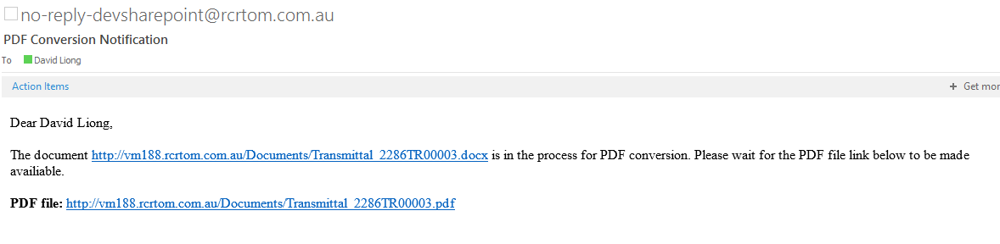 no-reply-devsharepoint@rcrtom.com.au
PDF Conversion Notification
To David Liong
Action Items + Get mor
Dear David Liong,
The document http://vm188.rcrtom.com.au/Documents/Transmittal_2286TR00003.docx is in the process for PDF conversion. Please wait for the PDF file link below to be made
availiable.
PDF file: http://vm188.rcrtom.com.au/Documents/Transmittal_2286TR00003.pdf